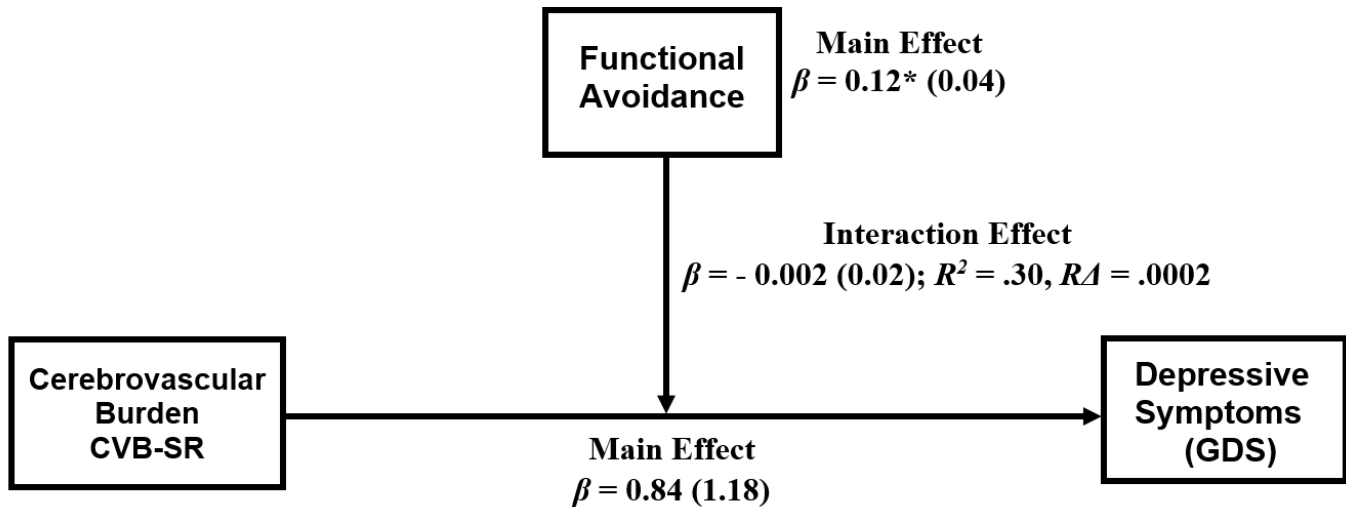 Functional
Avoidance
Main Effect
β = 0.12* (0.04)
Interaction Effect
β = - 0.002 (0.02); R² = .30, RΔ = .0002
Cerebrovascular
Burden
CVB-SR
Main Effect
β = 0.84 (1.18)
Depressive
Symptoms
(GDS)